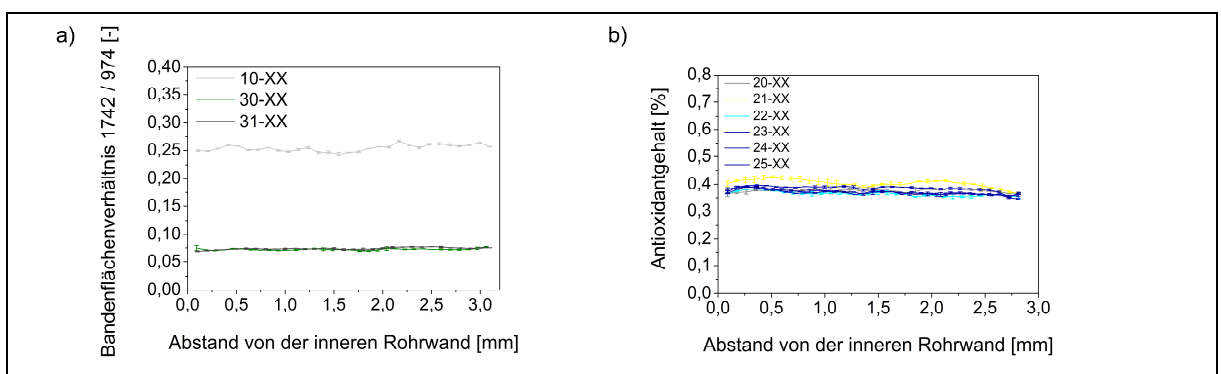 a)
Bandenflächenverhältnis 1742 / 974 [-]
0,40
0,35
0,30
0,25
0,20
0,15
0,10
0,05
0,00
10-XX
30-XX
31-XX
0,0 0,5 1,0 1,5 2,0 2,5 3,0
Abstand von der inneren Rohrwand [mm]
b)
Antioxidantgehalt [%]
0,8
0,7
0,6
0,5
0,4
0,3
0,2
0,1
0,0
20-XX
21-XX
22-XX
23-XX
24-XX
25-XX
0,0 0,5 1,0 1,5 2,0 2,5 3,0
Abstand von der inneren Rohrwand [mm]